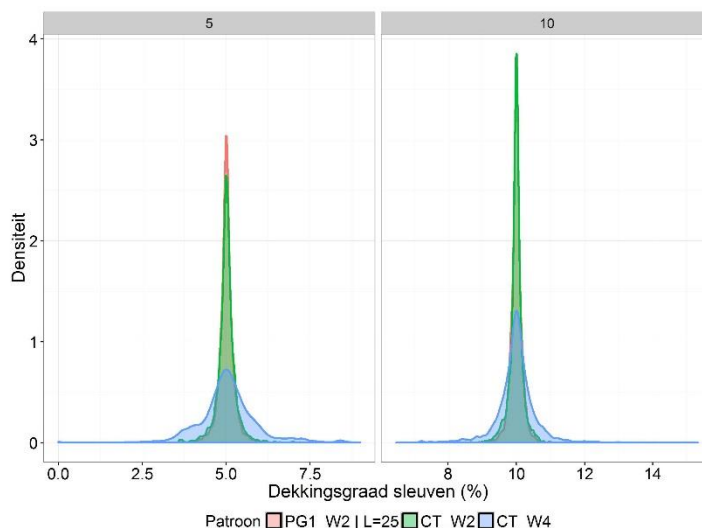 5 10
4
3
2
1
0
Densiteit
0.0 2.5 5.0 7.5 8 10 12 14
Dekkingsgraad sleuven (%)
Patroon PG1_W2 | L=25 CT_W2 CT_W4